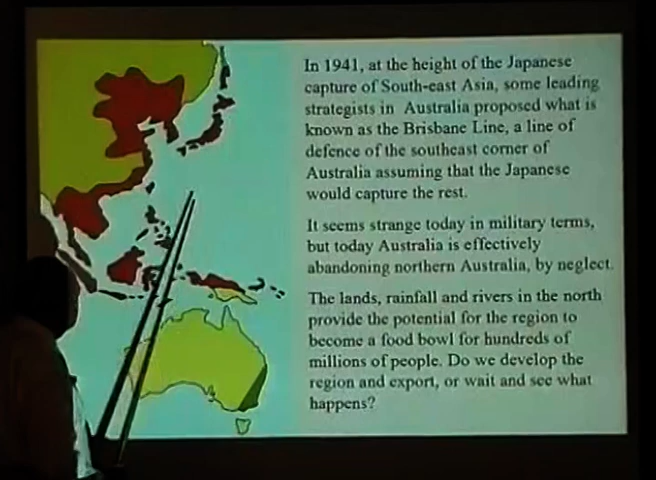 In 1941, at the height of the Japanese
capture of South-east Asia, some leading
strategists in Australia proposed what is
known as the Brisbane Line, a line of
defence of the southeast corner of
Australia assuming that the Japanese
would capture the rest.
It seems strange today in military terms,
but today Australia is effectively
abandoning northern Australia, by neglect.
The lands, rainfall and rivers in the north
provide the potential for the region to
become a food bowl for hundreds of
millions of people. Do we develop the
region and export, or wait and see what
happens?